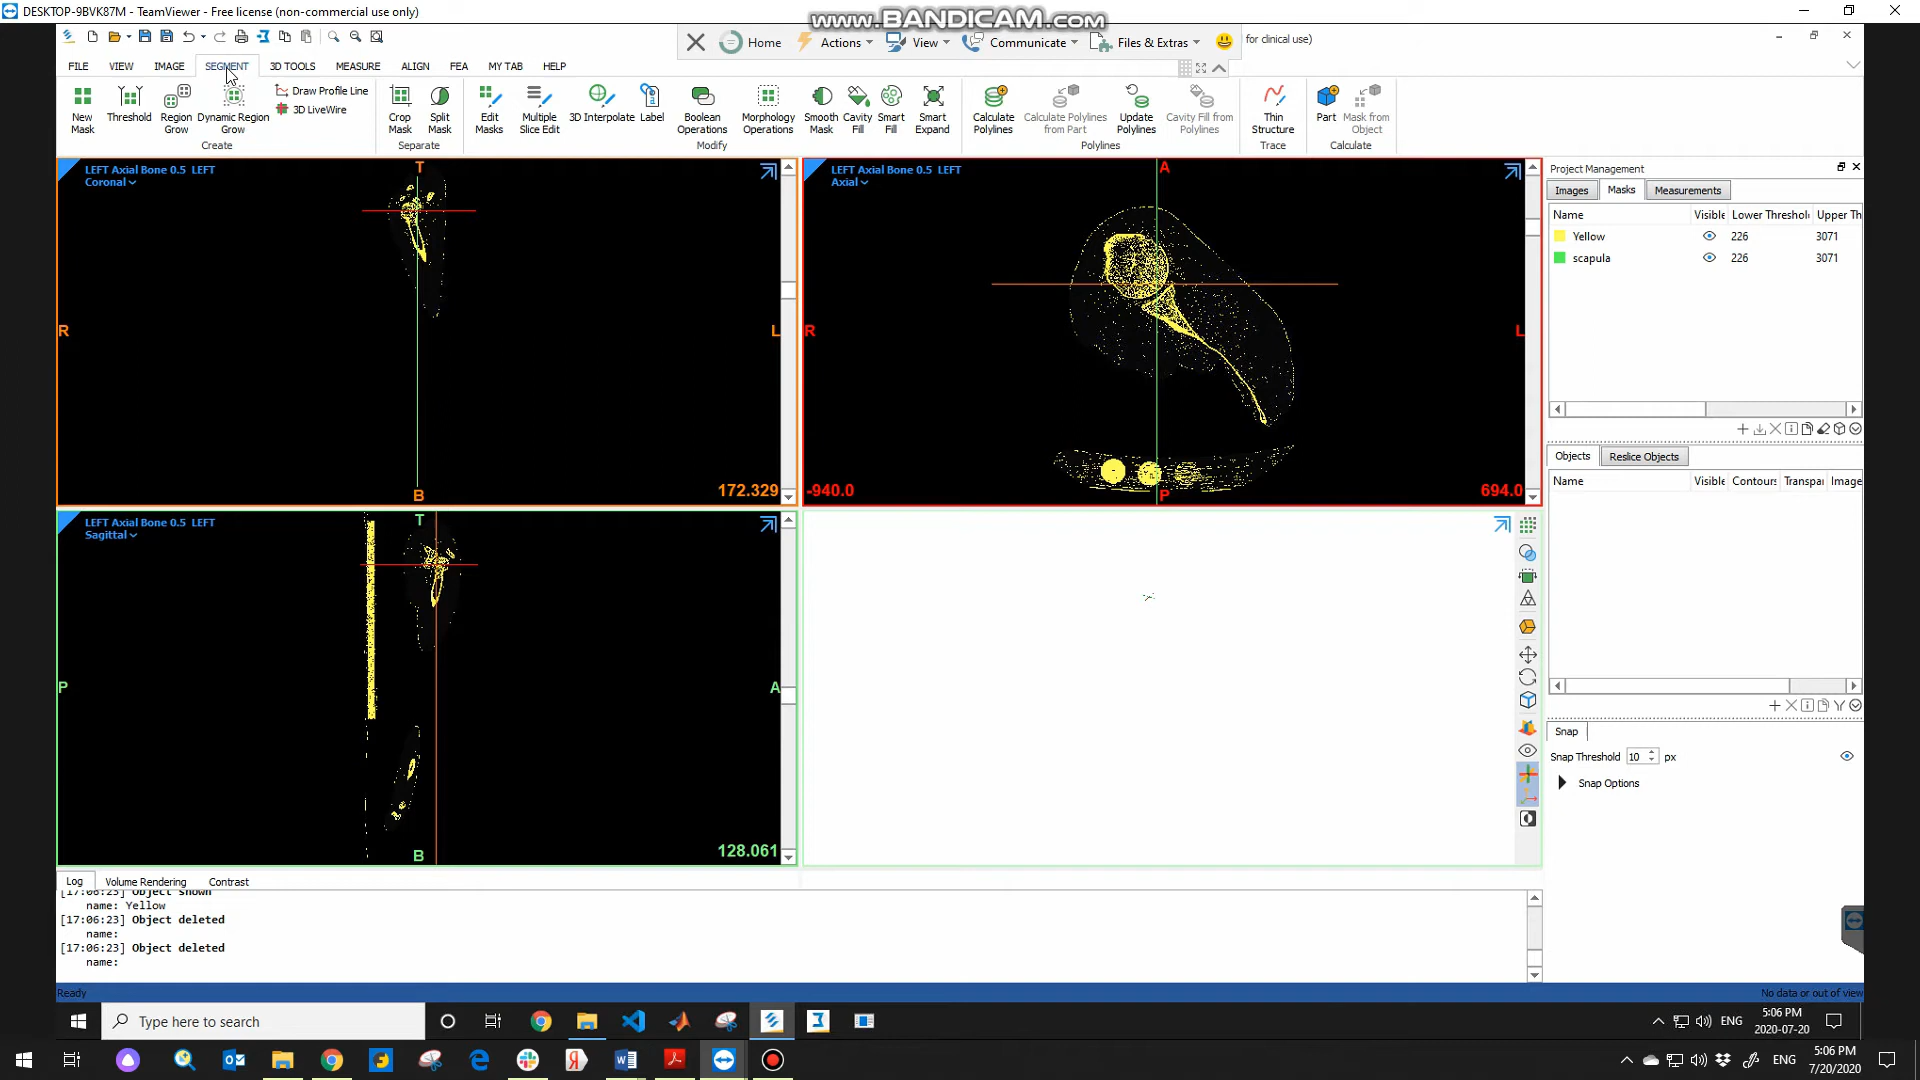 DESKTOP-9BVK87M - TeamViewer - Free license (non-commercial use only)
www.BANDICAM.com
Home Actions View Communicate Files & Extras for clinical use)
FILE VIEW IMAGE SEGMENT 3D TOOLS MEASURE ALIGN FEA MY TAB HELP
New Mask
Threshold
Region Grow
Dynamic Region Grow
Draw Profile Line
3D LiveWire
Create
Crop Mask
Split Mask
Separate
Edit Masks
Multiple Slice Edit
3D Interpolate
Label
Boolean Operations
Morphology Operations
Smooth Mask
Cavity Fill
Smart Fill
Smart Expand
Modify
Calculate Polylines
Calculate Polylines from Part
Update Polylines
Cavity Fill from Polylines
Polylines
Thin Structure
Trace
Part
Mask from Object
Calculate
LEFT Axial Bone 0.5 LEFT
Coronal
T
R
L
B
172.329
LEFT Axial Bone 0.5 LEFT
Axial
A
R
L
P
-940.0
694.0
LEFT Axial Bone 0.5 LEFT
Sagittal
T
P
A
B
128.061
Project Management
Images Masks Measurements
Name Visible Lower Threshol Upper Th
Yellow 226 3071
scapula 226 3071
Objects Reslice Objects
Name Visible Contours Transpar Image
Snap
Snap Threshold 10 px
Snap Options
Log Volume Rendering Contrast
[17:06:23] Object shown
name: Yellow
[17:06:23] Object deleted
name:
[17:06:23] Object deleted
name:
Ready
No data or out of view
Type here to search
ENG
5:06 PM
2020-07-20
ENG
5:06 PM
7/20/2020